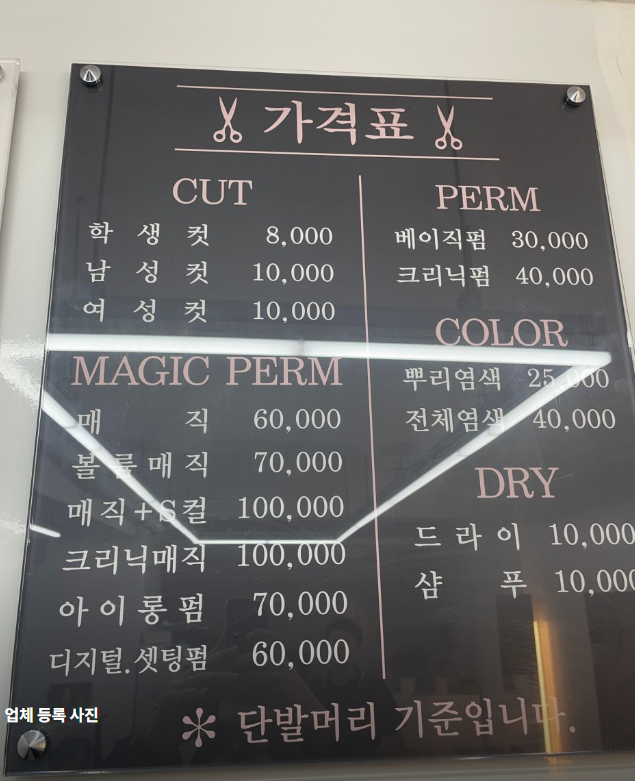 가격표
CUT
학생컷 8,000
남성컷 10,000
여성컷 10,000
MAGIC PERM
매직 60,000
볼륨매직 70,000
매직+S컬 100,000
크리닉매직 100,000
아이롱펌 70,000
디지털.셋팅펌 60,000
PERM
베이직펌 30,000
크리닉펌 40,000
COLOR
뿌리염색 25,000
전체염색 40,000
DRY
드라이 10,000
샴푸 10,000
* 단발머리 기준입니다.
업체 등록 사진